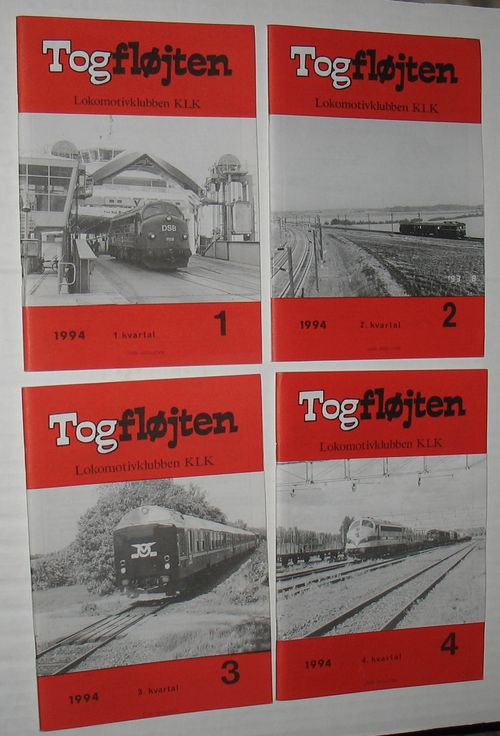 Togfløjten
Lokomotivklubben KLK
DSB
1994 1. kvartal 1
Togfløjten
Lokomotivklubben KLK
1994 2. kvartal 2
Togfløjten
Lokomotivklubben KLK
1994 3. kvartal 3
Togfløjten
Lokomotivklubben KLK
1994 4. kvartal 4